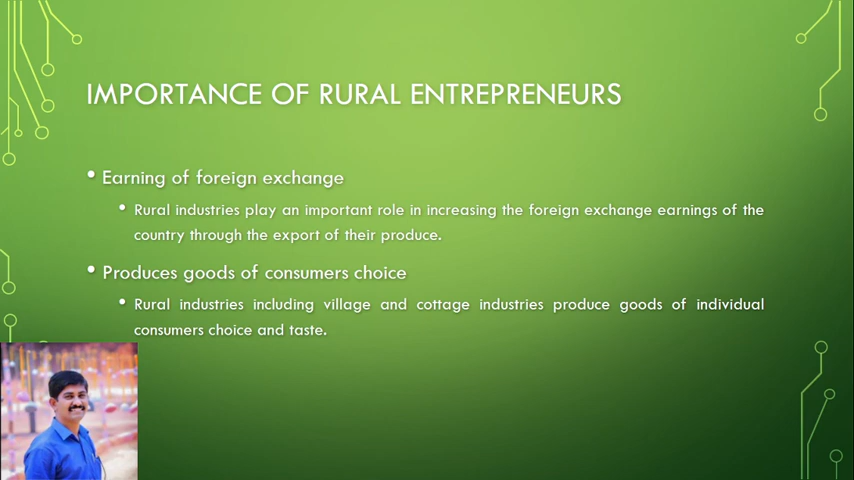 IMPORTANCE OF RURAL ENTREPRENEURS
• Earning of foreign exchange
• Rural industries play an important role in increasing the foreign exchange earnings of the
country through the export of their produce.
• Produces goods of consumers choice
• Rural industries including village and cottage industries produce goods of individual
consumers choice and taste.